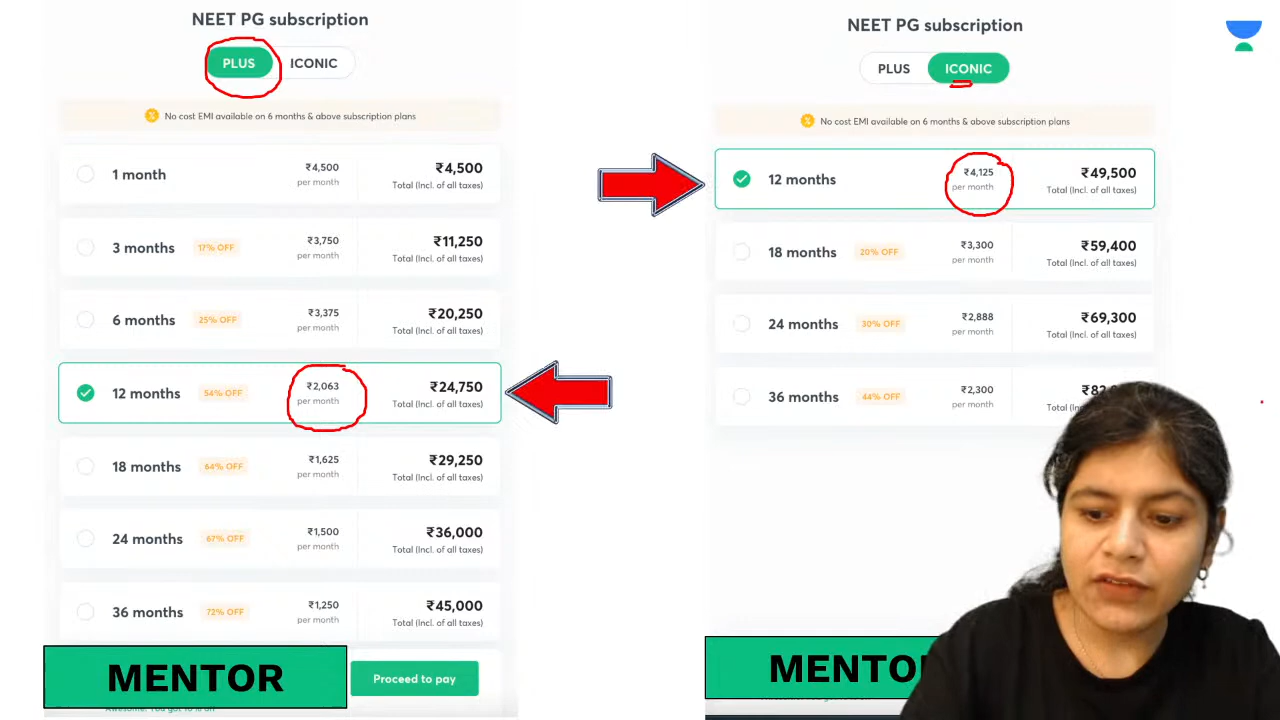 NEET PG subscription
PLUS ICONIC
No cost EMI available on 6 months & above subscription plans
1 month ₹4,500 ₹4,500
per month Total (Incl. of all taxes)
3 months 17% OFF ₹3,750 ₹11,250
per month Total (Incl. of all taxes)
6 months 25% OFF ₹3,375 ₹20,250
per month Total (Incl. of all taxes)
12 months 54% OFF ₹2,063 ₹24,750
per month Total (Incl. of all taxes)
18 months 64% OFF ₹1,625 ₹29,250
per month Total (Incl. of all taxes)
24 months 67% OFF ₹1,500 ₹36,000
per month Total (Incl. of all taxes)
36 months 72% OFF ₹1,250 ₹45,000
per month Total (Incl. of all taxes)
MENTOR
Proceed to pay
NEET PG subscription
PLUS ICONIC
No cost EMI available on 6 months & above subscription plans
12 months ₹4,125 ₹49,500
per month Total (Incl. of all taxes)
18 months 20% OFF ₹3,300 ₹59,400
per month Total (Incl. of all taxes)
24 months 30% OFF ₹2,888 ₹69,300
per month Total (Incl. of all taxes)
36 months 44% OFF ₹2,300
per month
MENTO